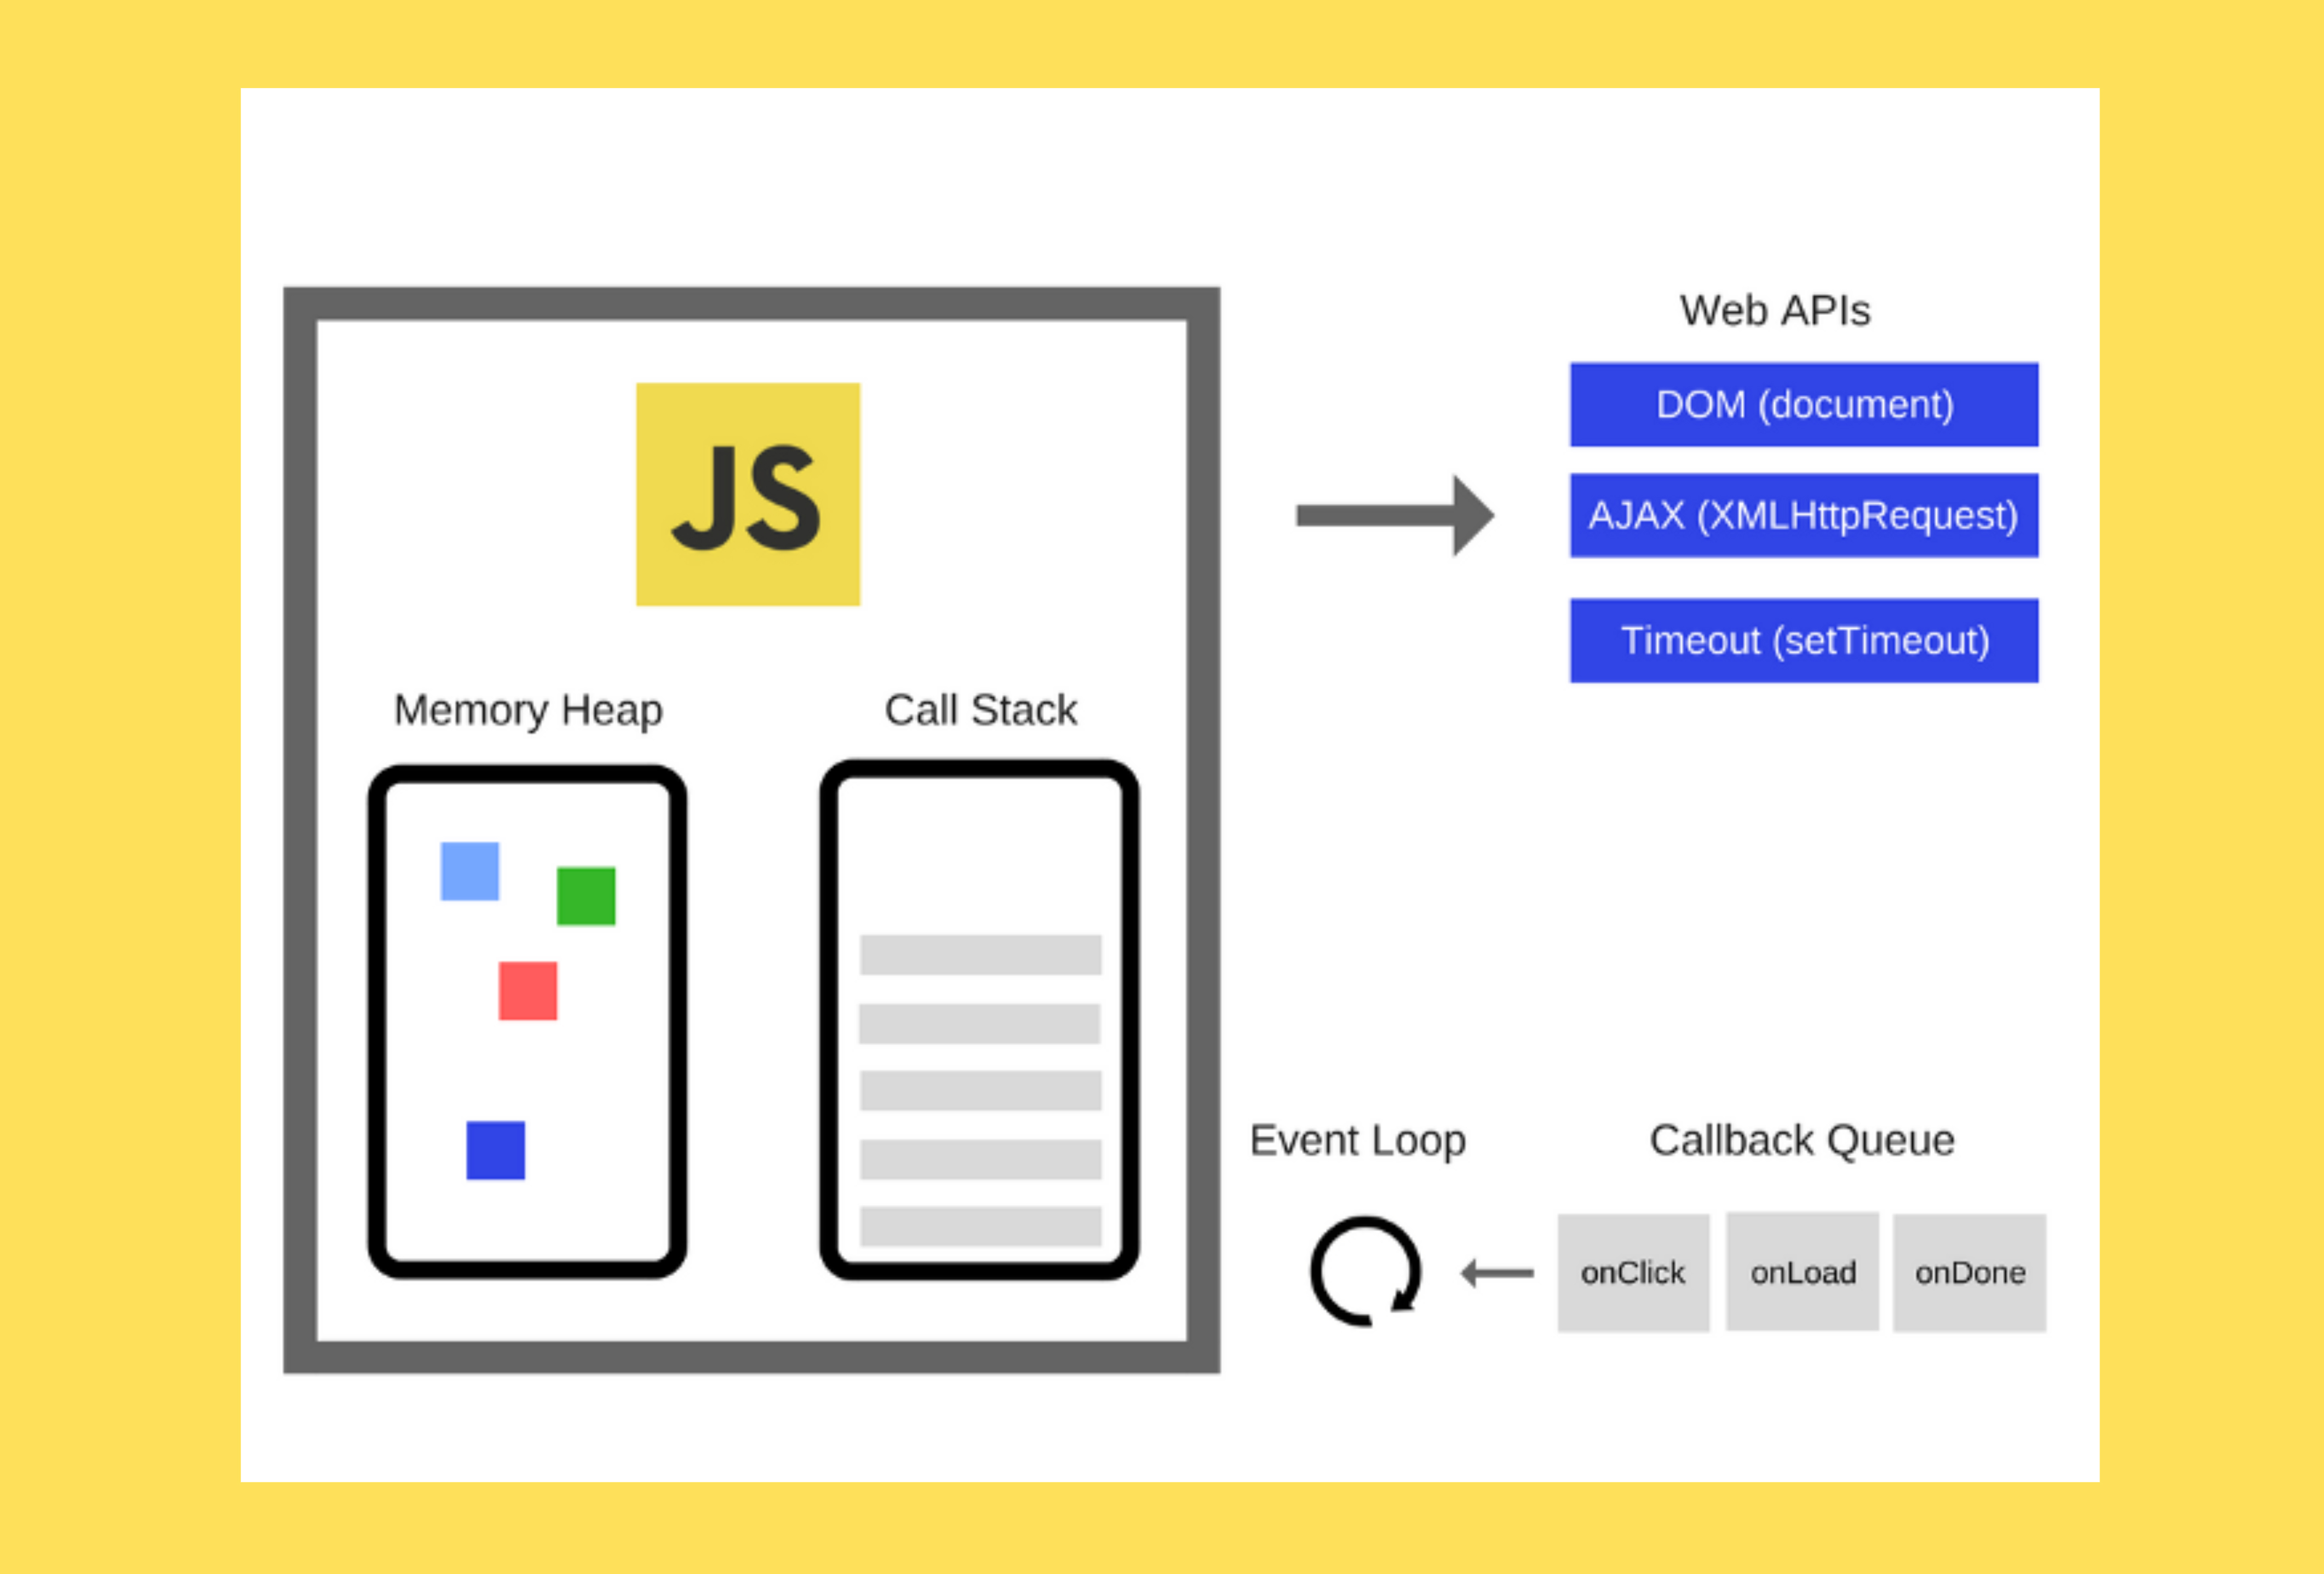 JS
Memory Heap
Call Stack
Web APIs
DOM (document)
AJAX (XMLHttpRequest)
Timeout (setTimeout)
Event Loop
Callback Queue
onClick
onLoad
onDone